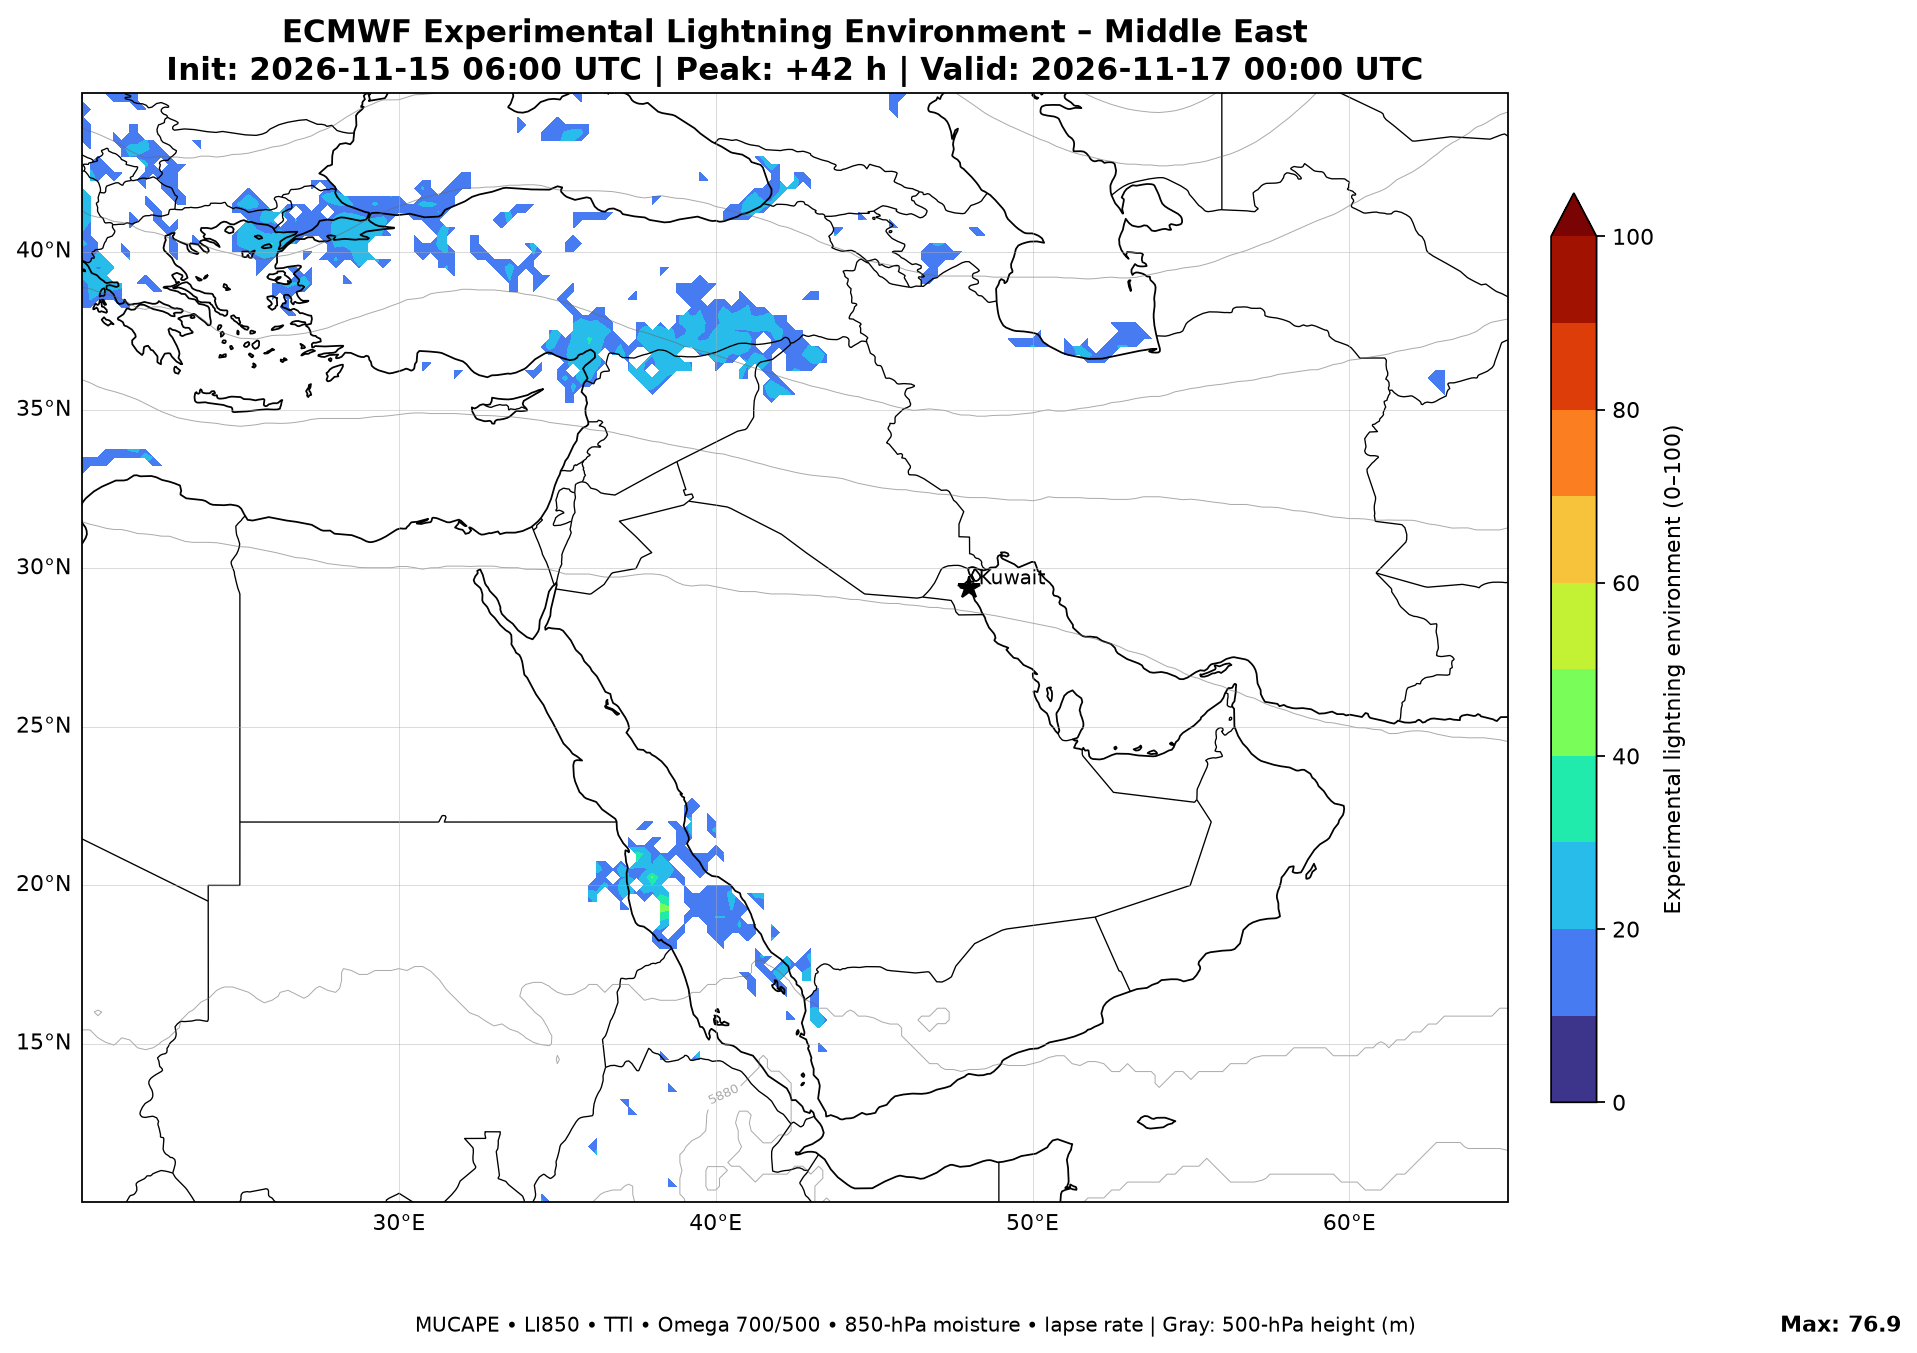 ECMWF Experimental Lightning Environment – Middle East
Init: 2026-11-15 06:00 UTC | Peak: +42 h | Valid: 2026-11-17 00:00 UTC
40°N
35°N
30°N
25°N
20°N
15°N
Kuwait
5880
30°E
40°E
50°E
60°E
100
80
60
40
20
0
Experimental lightning environment (0–100)
MUCAPE • LI850 • TTI • Omega 700/500 • 850-hPa moisture • lapse rate | Gray: 500-hPa height (m)
Max: 76.9